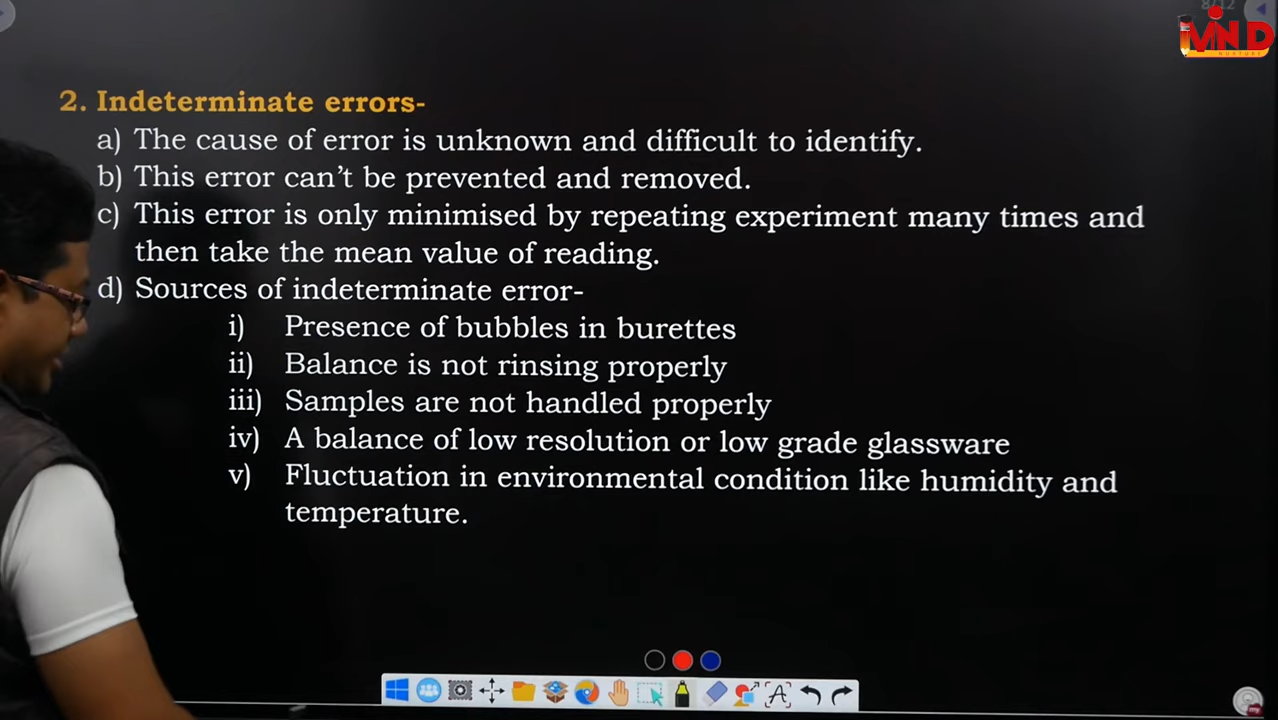 8/12
MIND
2. Indeterminate errors-
a) The cause of error is unknown and difficult to identify.
b) This error can't be prevented and removed.
c) This error is only minimised by repeating experiment many times and
then take the mean value of reading.
d) Sources of indeterminate error-
i) Presence of bubbles in burettes
ii) Balance is not rinsing properly
iii) Samples are not handled properly
iv) A balance of low resolution or low grade glassware
v) Fluctuation in environmental condition like humidity and
temperature.
A